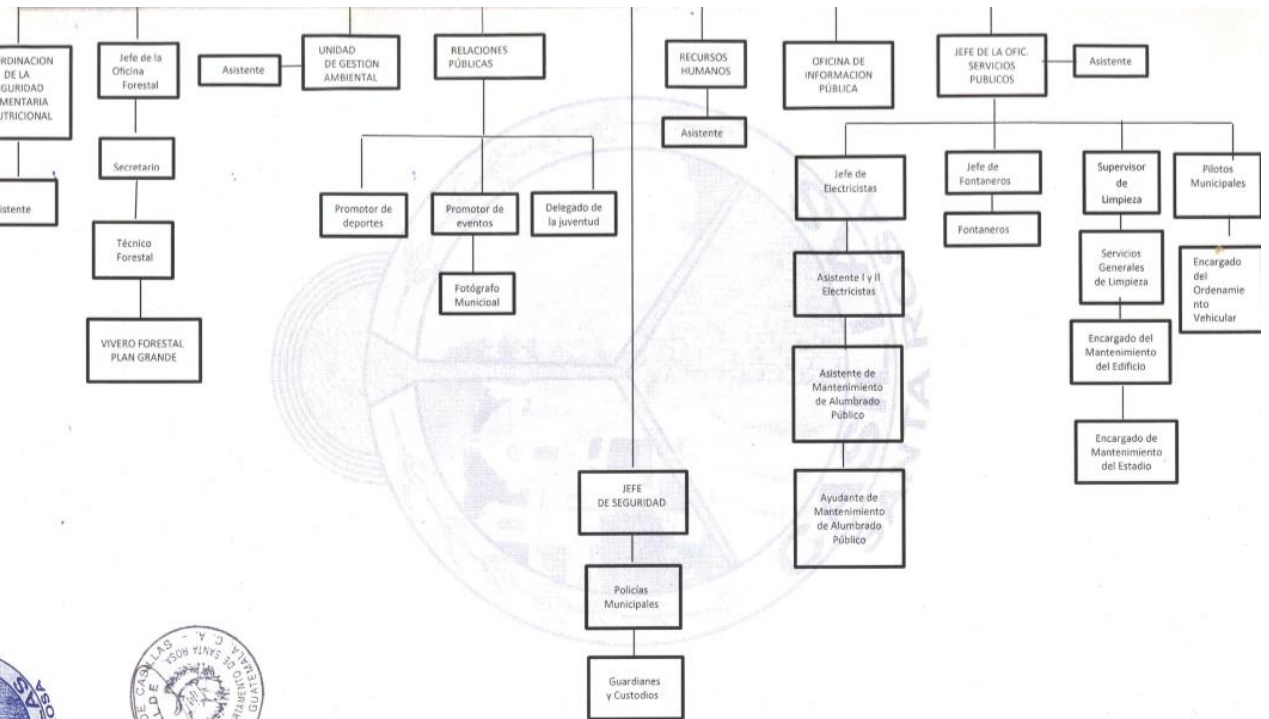 DE LA
Asistente
Jefe de la
Oficina
Forestal
Secretario
Técnico
Forestal
VIVERO FORESTAL
PLAN GRANDE
Asistente
UNIDAD
DE GESTION
AMBIENTAL
RELACIONES
PÚBLICAS
Promotor de
deportes
Promotor de
eventos
Delegado de
la juventud
Fotógrafo
Municipal
JEFE
DE SEGURIDAD
Policías
Municipales
Guardianes
y Custodios
RECURSOS
HUMANOS
Asistente
OFICINA DE
INFORMACION
PÚBLICA
JEFE DE LA OFIC.
SERVICIOS
PUBLICOS
Asistente
Jefe de
Electricistas
Asistente I y II
Electricistas
Asistente de
Mantenimiento
de Alumbrado
Público
Ayudante de
Mantenimiento
de Alumbrado
Público
Jefe de
Fontaneros
Fontaneros
Supervisor
de
Limpieza
Servicios
Generales
de Limpieza
Encargado del
Mantenimiento
del Edificio
Encargado de
Mantenimiento
del Estadio
Pilotos
Municipales
Encargado
del
Ordenamie
nto
Vehicular
SANTA ROSA